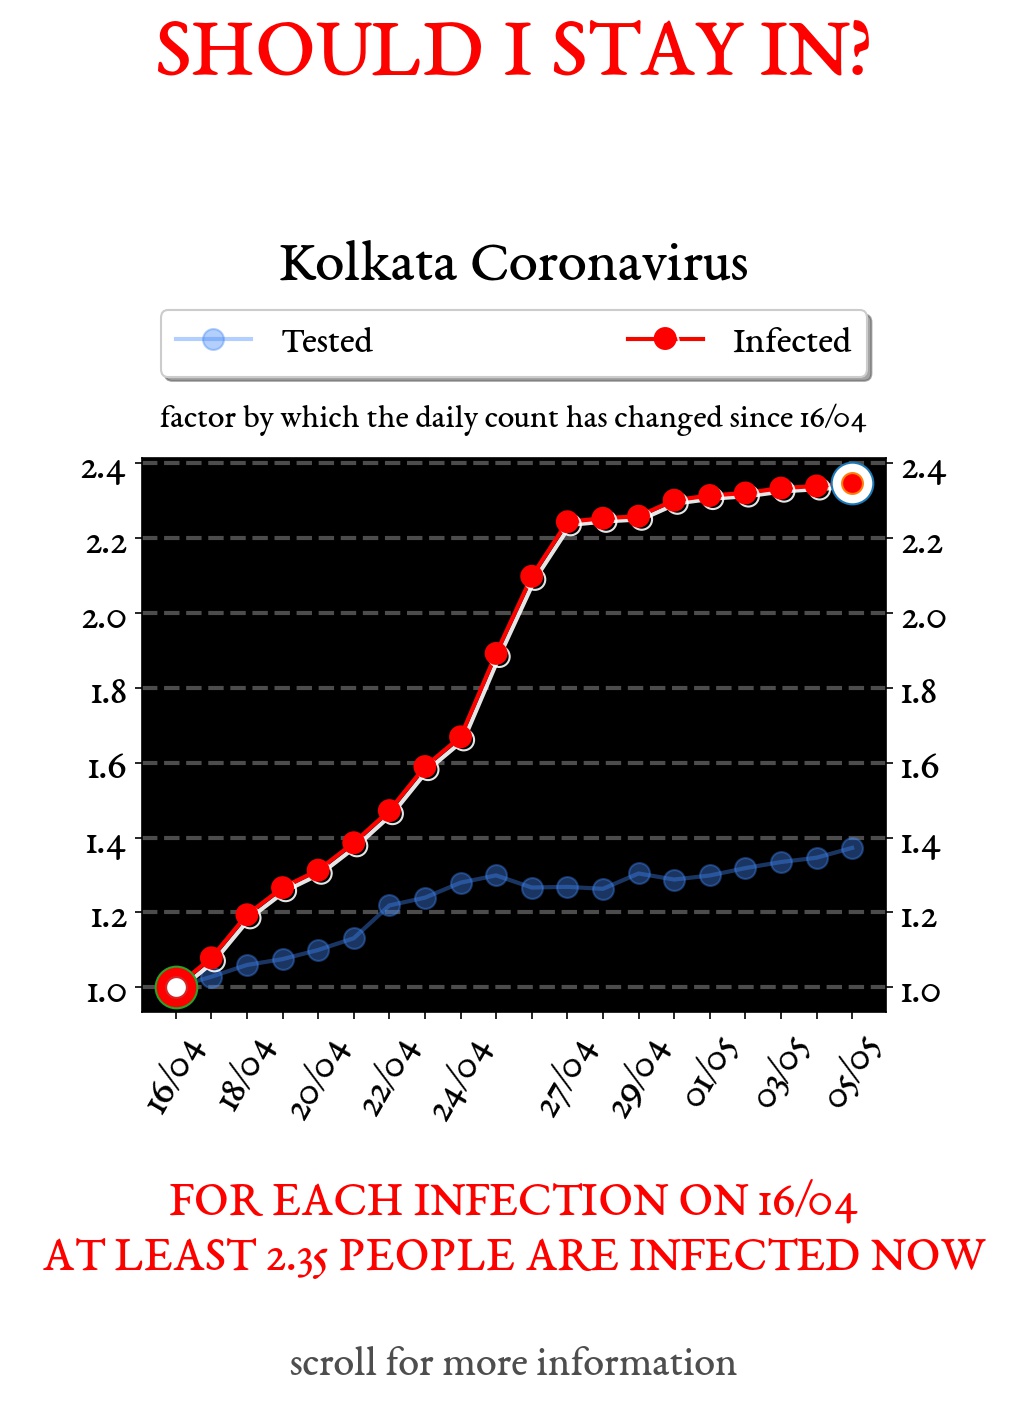 SHOULD I STAY IN?
Kolkata Coronavirus
Tested Infected
factor by which the daily count has changed since 16/04
2.4 2.4
2.2 2.2
2.0 2.0
1.8 1.8
1.6 1.6
1.4 1.4
1.2 1.2
1.0 1.0
16/04 18/04 20/04 22/04 24/04 27/04 29/04 01/05 03/05 05/05
FOR EACH INFECTION ON 16/04
AT LEAST 2.35 PEOPLE ARE INFECTED NOW
scroll for more information